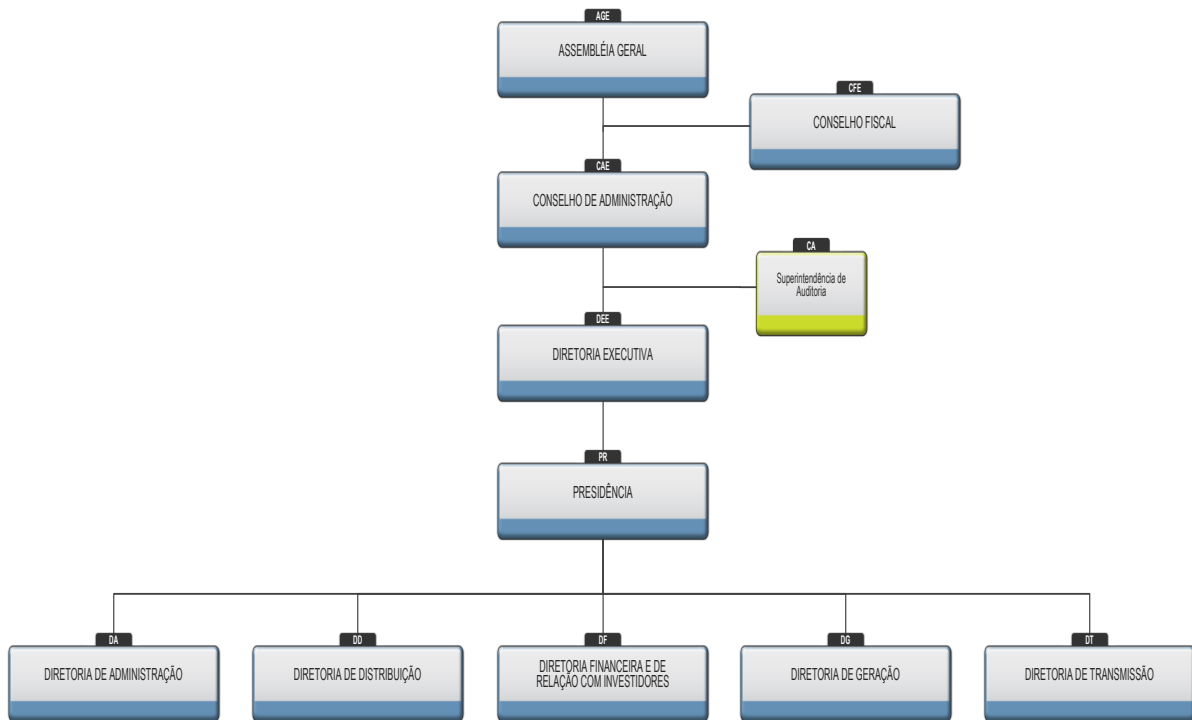 AGE
ASSEMBLÉIA GERAL
CFE
CONSELHO FISCAL
CAE
CONSELHO DE ADMINISTRAÇÃO
CA
Superintendência de
Auditoria
DEE
DIRETORIA EXECUTIVA
PR
PRESIDÊNCIA
DA
DIRETORIA DE ADMINISTRAÇÃO
DD
DIRETORIA DE DISTRIBUIÇÃO
DF
DIRETORIA FINANCEIRA E DE
RELAÇÃO COM INVESTIDORES
DG
DIRETORIA DE GERAÇÃO
DT
DIRETORIA DE TRANSMISSÃO